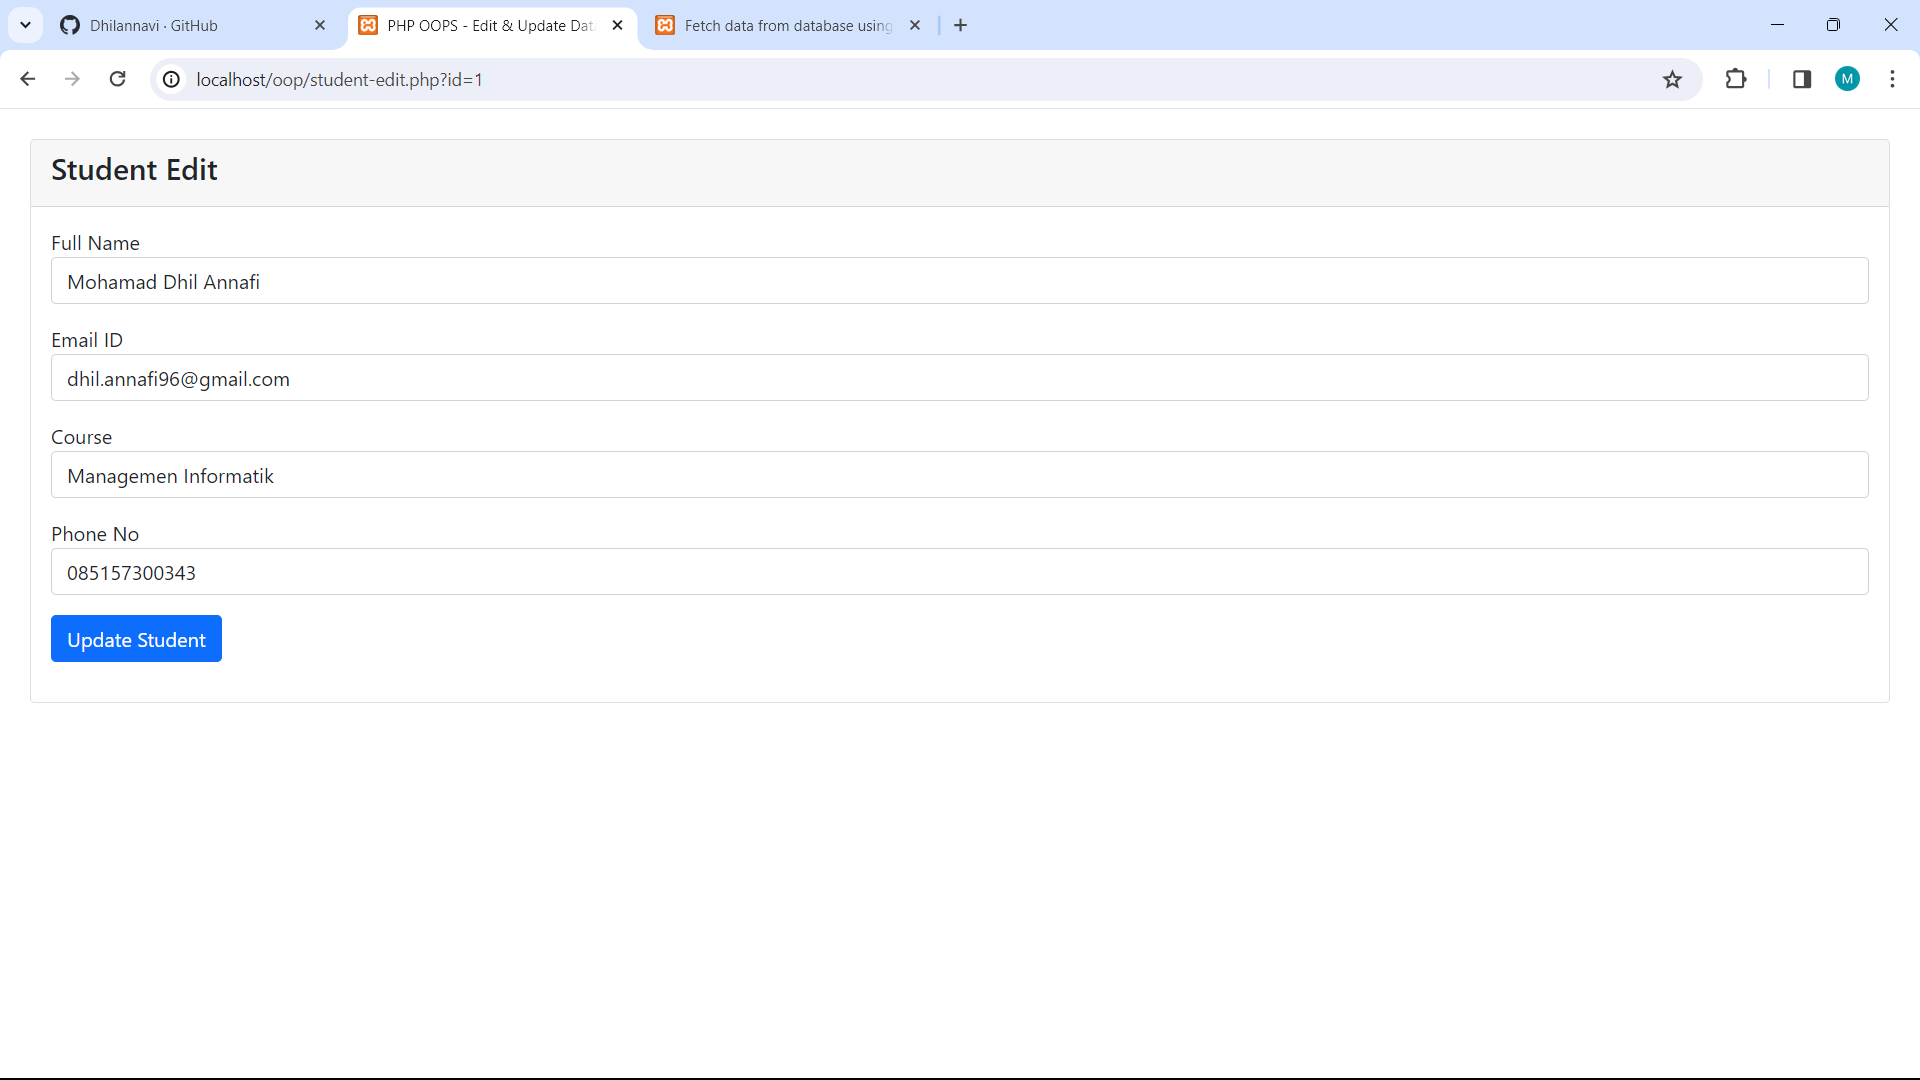 Dhilannavi · GitHub
PHP OOPS - Edit & Update Dat
Fetch data from database using
localhost/oop/student-edit.php?id=1
M
Student Edit
Full Name
Mohamad Dhil Annafi
Email ID
dhil.annafi96@gmail.com
Course
Managemen Informatik
Phone No
085157300343
Update Student